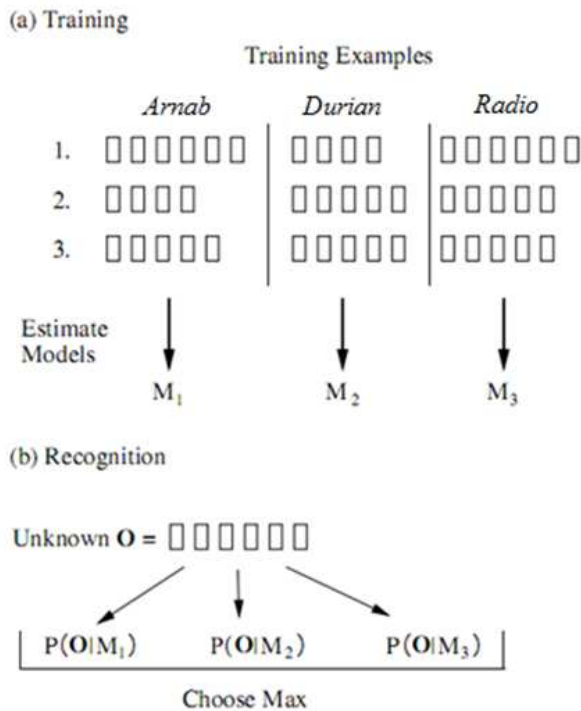 (a) Training
Training Examples
Arnab Durian Radio
1.
2.
3.
Estimate
Models
M1 M2 M3
(b) Recognition
Unknown O =
P(O|M1) P(O|M2) P(O|M3)
Choose Max